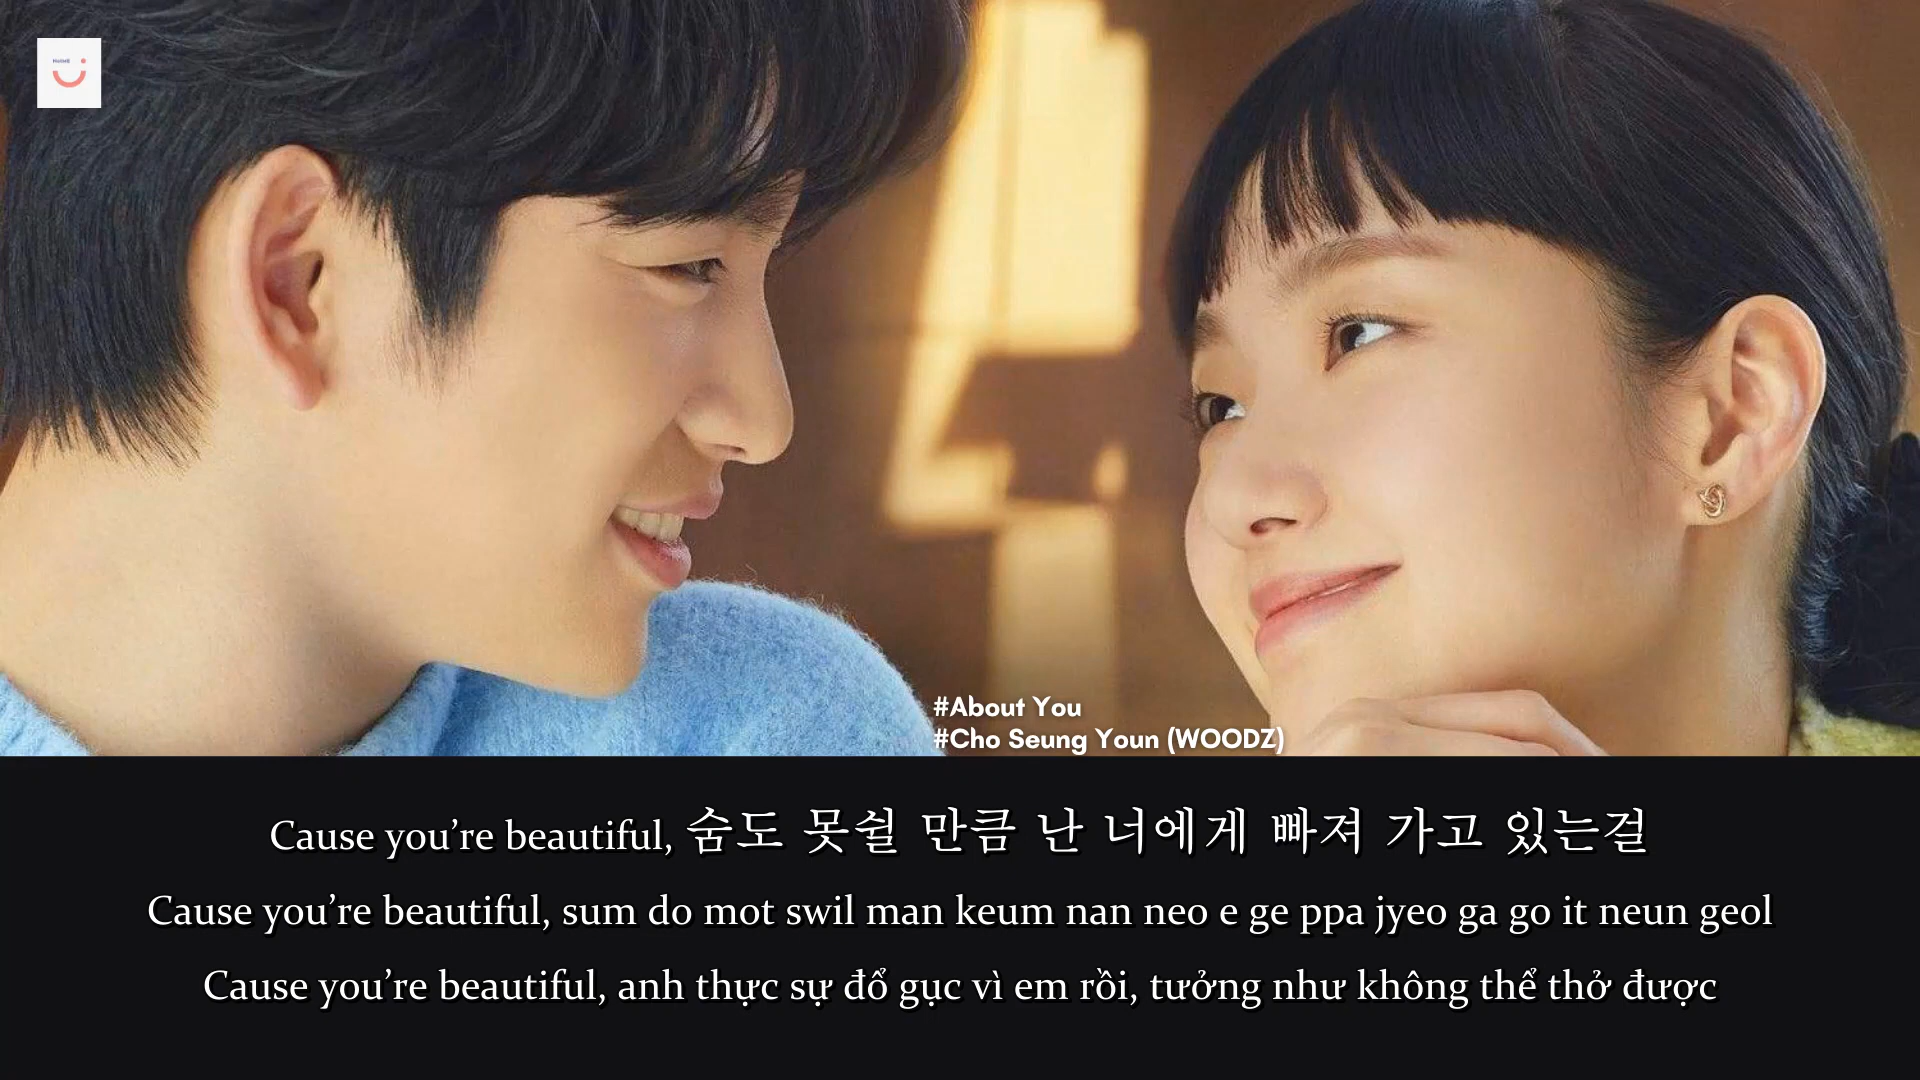 #About You
#Cho Seung Youn (WOODZ)
Cause you’re beautiful, 숨도 못쉴 만큼 난 너에게 빠져 가고 있는걸
Cause you’re beautiful, sum do mot swil man keum nan neo e ge ppa jyeo ga go it neun geol
Cause you’re beautiful, anh thực sự đổ gục vì em rồi, tưởng như không thể thở được